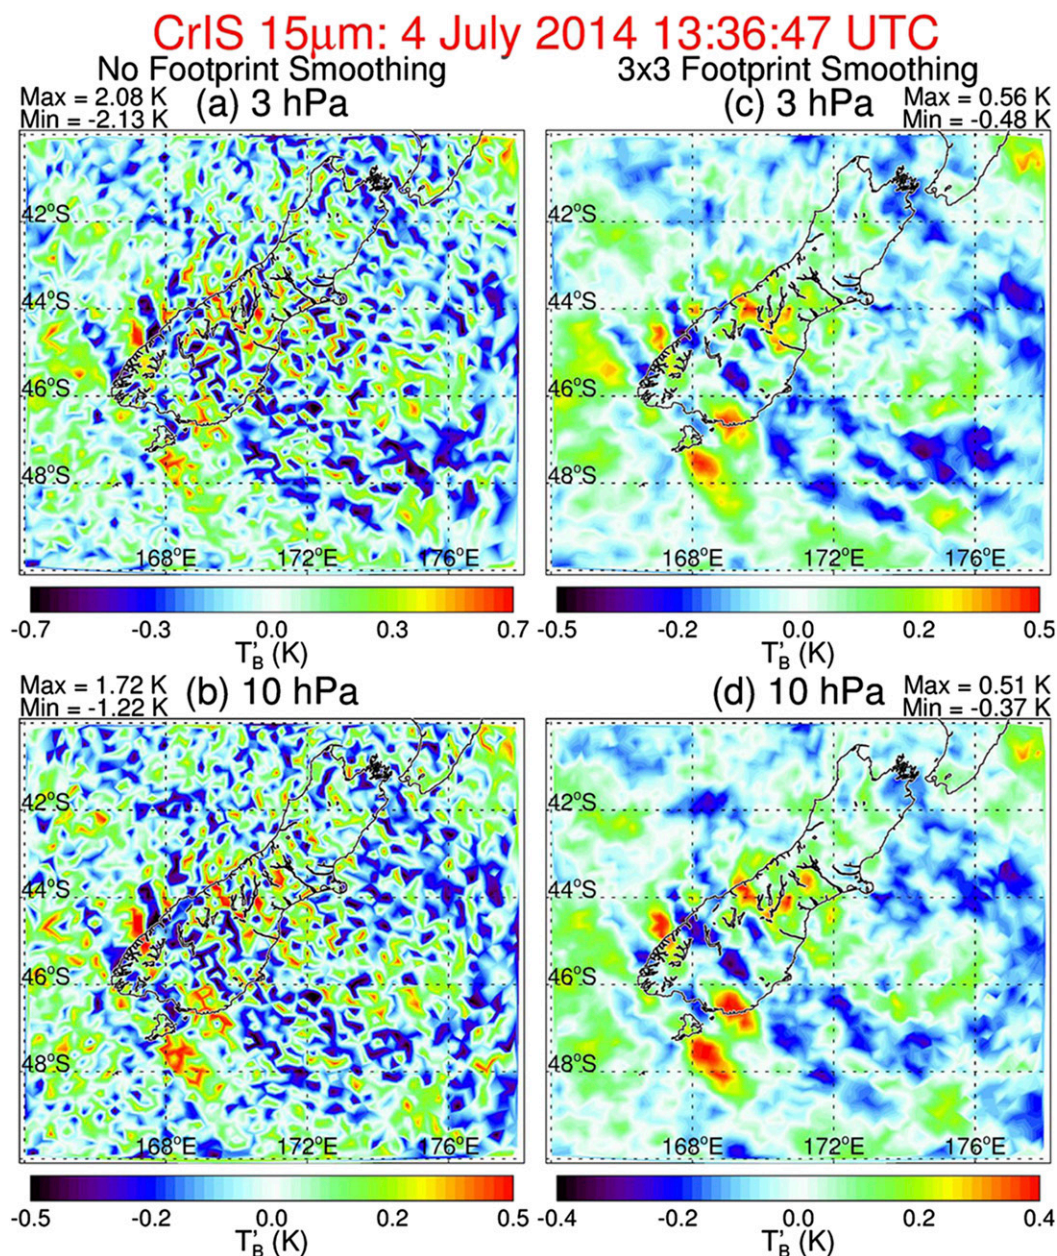 CrIS 15μm: 4 July 2014 13:36:47 UTC
No Footprint Smoothing
3x3 Footprint Smoothing
Max = 2.08 K
Min = -2.13 K
(a) 3 hPa
(c) 3 hPa
Max = 0.56 K
Min = -0.48 K
42°S
44°S
46°S
48°S
168°E 172°E 176°E
42°S
44°S
46°S
48°S
168°E 172°E 176°E
-0.7 -0.3 0.0 0.3 0.7
T'B (K)
-0.5 -0.2 0.0 0.2 0.5
T'B (K)
Max = 1.72 K
Min = -1.22 K
(b) 10 hPa
(d) 10 hPa
Max = 0.51 K
Min = -0.37 K
42°S
44°S
46°S
48°S
168°E 172°E 176°E
42°S
44°S
46°S
48°S
168°E 172°E 176°E
-0.5 -0.2 0.0 0.2 0.5
T'B (K)
-0.4 -0.2 0.0 0.2 0.4
T'B (K)